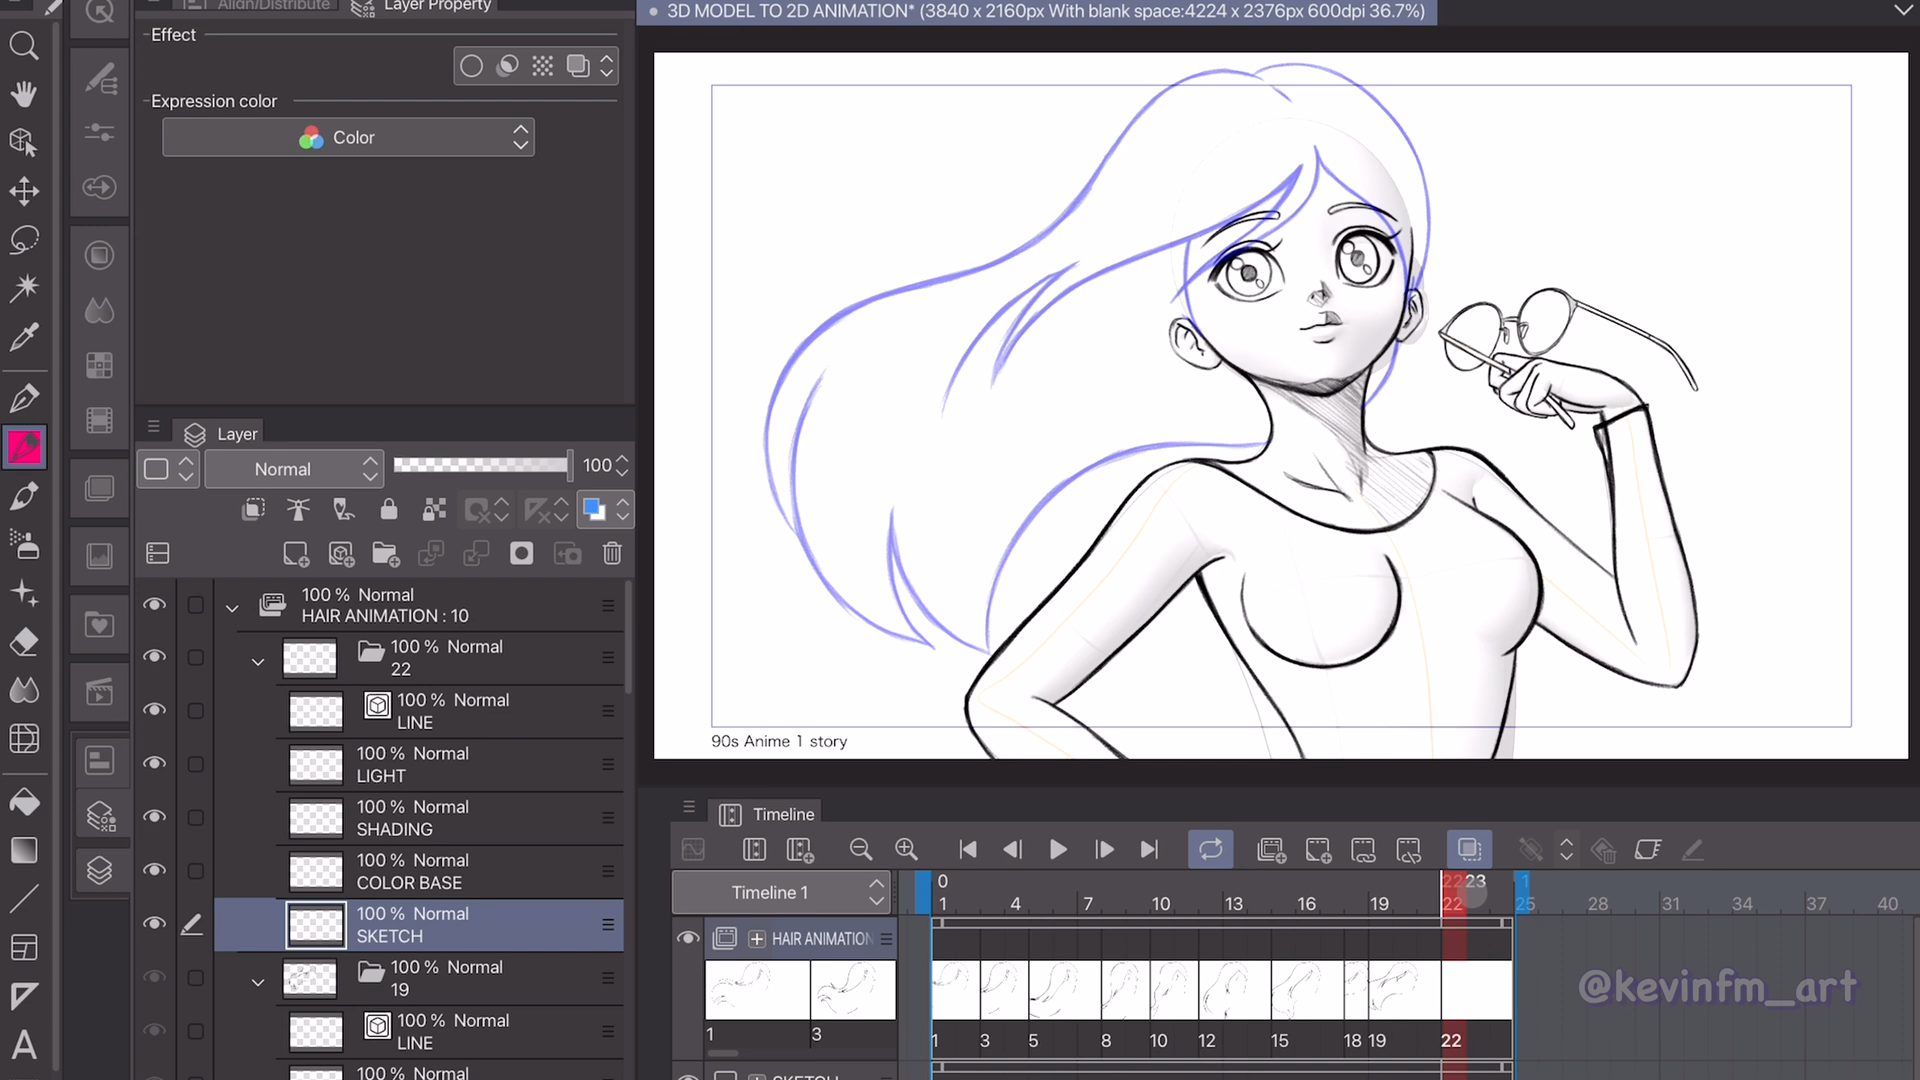 Align/Distribute
Layer Property
3D MODEL TO 2D ANIMATION* (3840 x 2160px With blank space:4224 x 2376px 600dpi 36.7%)
Effect
Expression color
Color
Layer
Normal
100
100 % Normal
HAIR ANIMATION : 10
100 % Normal
22
100 % Normal
LINE
100 % Normal
LIGHT
100 % Normal
SHADING
100 % Normal
COLOR BASE
100 % Normal
SKETCH
100 % Normal
19
100 % Normal
LINE
100 % Normal
90s Anime 1 story
Timeline
Timeline 1
0 22 23 1
1 4 7 10 13 16 19 22 25 28 31 34 37 40
HAIR ANIMATION
1 3
1 3 5 8 10 12 15 18 19 22
SKETCH
@kevinfm_art
A